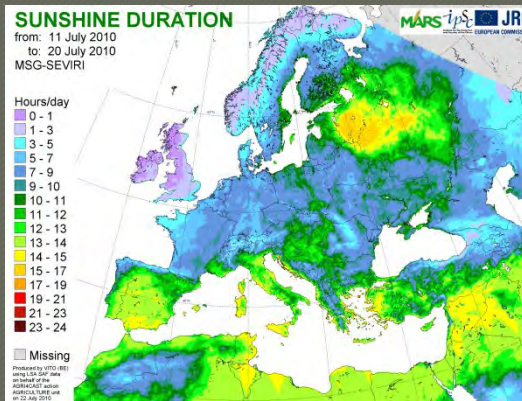 SUNSHINE DURATION
from: 11 July 2010
to: 20 July 2010
MSG-SEVIRI
Hours/day
0 - 1
1 - 3
3 - 5
5 - 7
7 - 9
9 - 10
10 - 11
11 - 12
12 - 13
13 - 14
14 - 15
15 - 17
17 - 19
19 - 21
21 - 23
23 - 24
Missing
Produced by VITO (BE)
using LSA SAF data
on behalf of the
AGRI4CAST action
AGRICULTURE unit
on 22 July 2010
MARS
ipsc
JR
EUROPEAN COMMISS